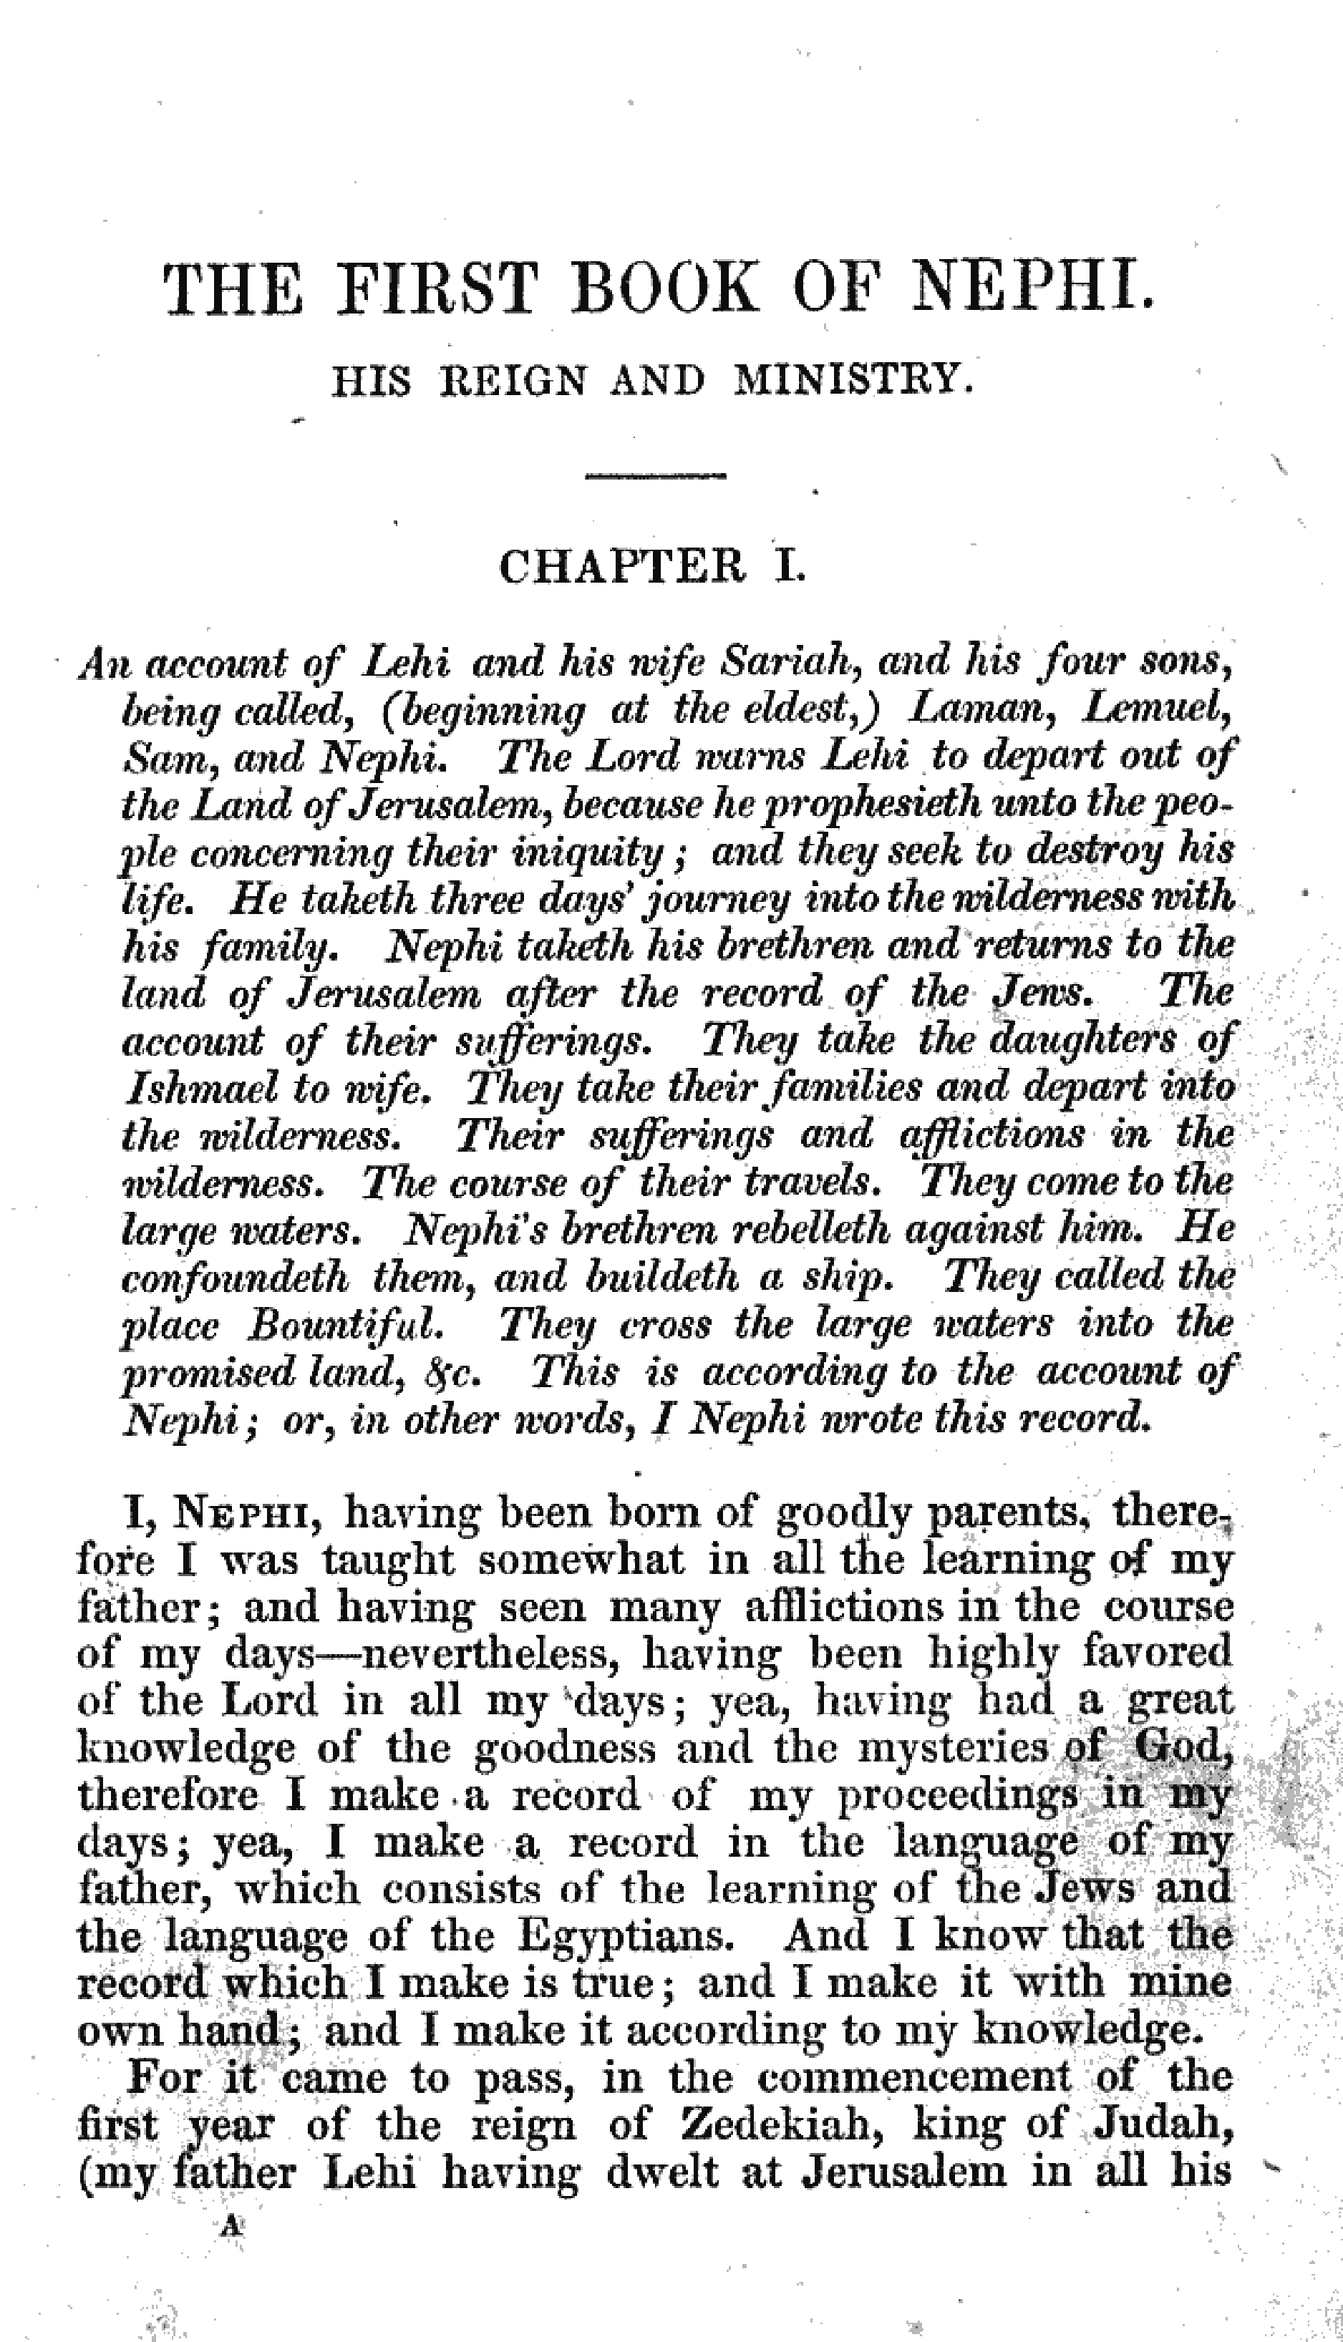 THE FIRST BOOK OF NEPHI.
HIS REIGN AND MINISTRY.
CHAPTER I.
An account of Lehi and his wife Sariah, and his four sons,
being called, (beginning at the eldest,) Laman, Lemuel,
Sam, and Nephi. The Lord warns Lehi to depart out of
the Land of Jerusalem, because he prophesieth unto the peo-
ple concerning their iniquity; and they seek to destroy his
life. He taketh three days' journey into the wilderness with
his family. Nephi taketh his brethren and returns to the
land of Jerusalem after the record of the Jews. The
account of their sufferings. They take the daughters of
Ishmael to wife. They take their families and depart into
the wilderness. Their sufferings and afflictions in the
wilderness. The course of their travels. They come to the
large waters. Nephi's brethren rebelleth against him. He
confoundeth them, and buildeth a ship. They called the
place Bountiful. They cross the large waters into the
promised land, &c. This is according to the account of
Nephi; or, in other words, I Nephi wrote this record.
I, NEPHI, having been born of goodly parents, there-
fore I was taught somewhat in all the learning of my
father; and having seen many afflictions in the course
of my days—nevertheless, having been highly favored
of the Lord in all my days; yea, having had a great
knowledge of the goodness and the mysteries of God,
therefore I make a record of my proceedings in my
days; yea, I make a record in the language of my
father, which consists of the learning of the Jews and
the language of the Egyptians. And I know that the
record which I make is true; and I make it with mine
own hand; and I make it according to my knowledge.
For it came to pass, in the commencement of the
first year of the reign of Zedekiah, king of Judah,
(my father Lehi having dwelt at Jerusalem in all his
A